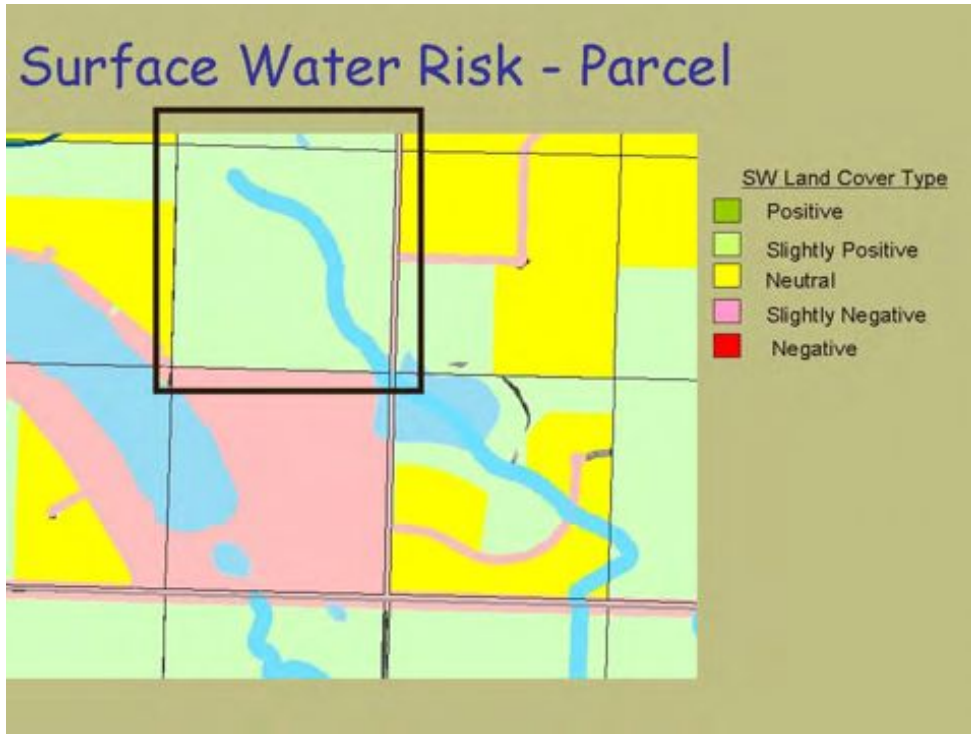 Surface Water Risk - Parcel
SW Land Cover Type
Positive
Slightly Positive
Neutral
Slightly Negative
Negative